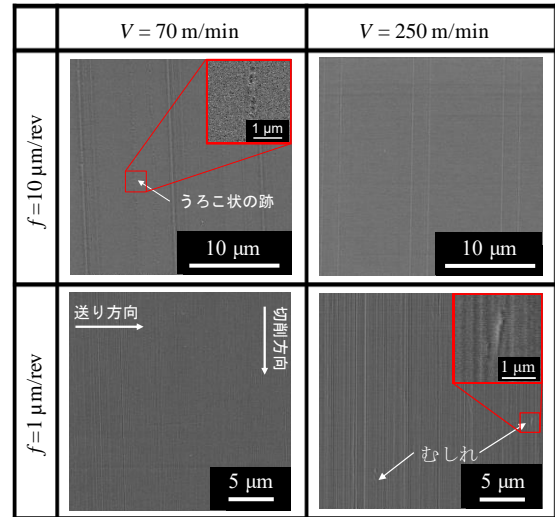 V = 70 m/min
V = 250 m/min
f=10 μm/rev
1 μm
うろこ状の跡
10 μm
10 μm
f=1 μm/rev
送り方向
切削方向
5 μm
1 μm
むしれ
5 μm